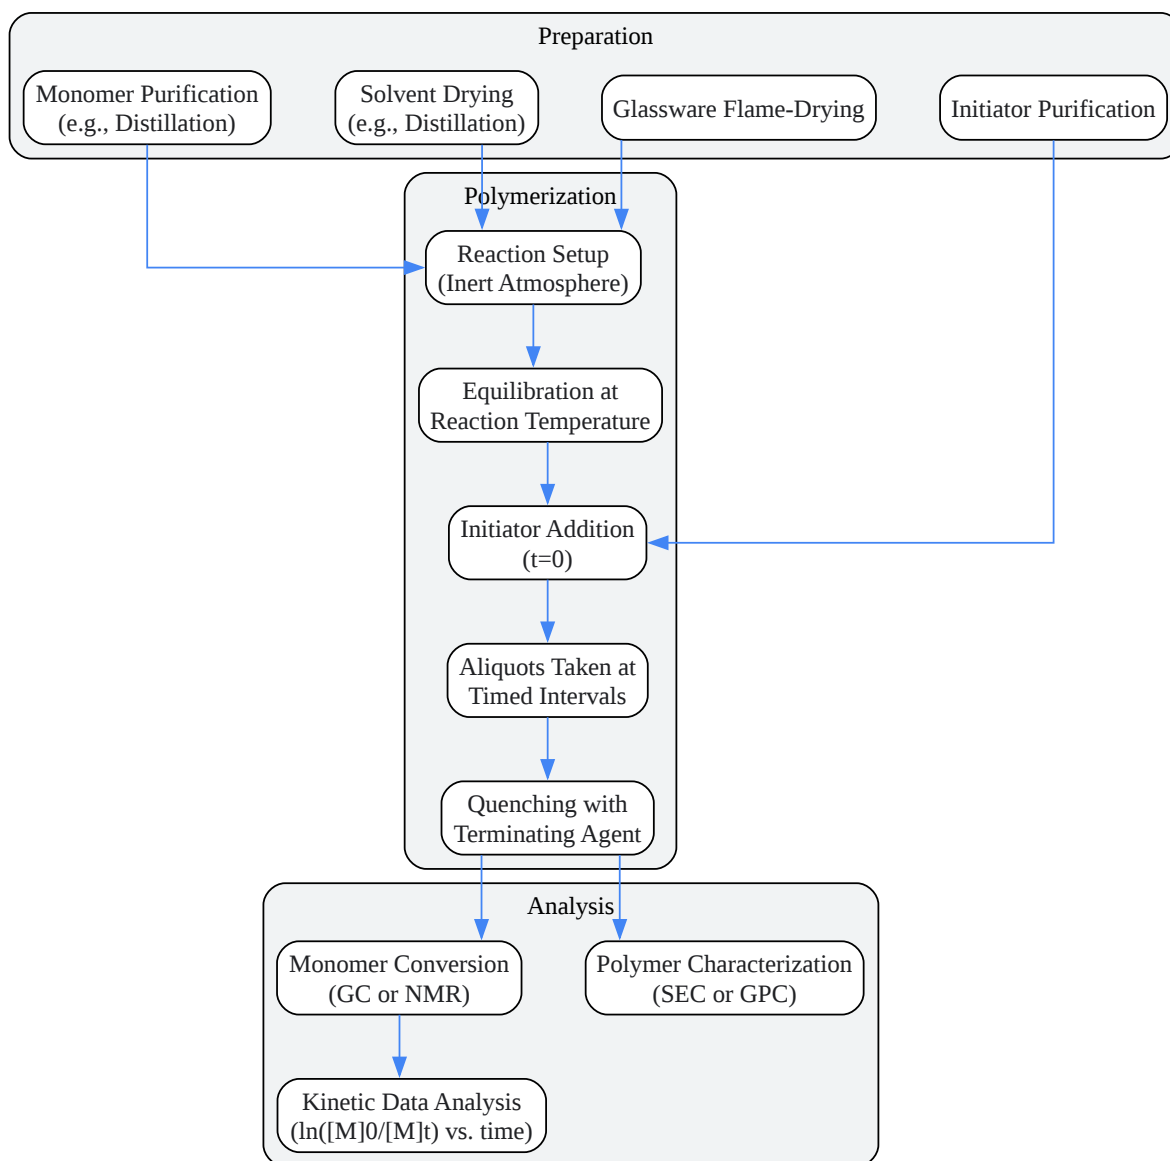 Preparation
Monomer Purification
(e.g., Distillation)
Solvent Drying
(e.g., Distillation)
Glassware Flame-Drying
Initiator Purification
Polymerization
Reaction Setup
(Inert Atmosphere)
Equilibration at
Reaction Temperature
Initiator Addition
(t=0)
Aliquots Taken at
Timed Intervals
Quenching with
Terminating Agent
Analysis
Monomer Conversion
(GC or NMR)
Polymer Characterization
(SEC or GPC)
Kinetic Data Analysis
(ln([M]0/[M]t) vs. time)